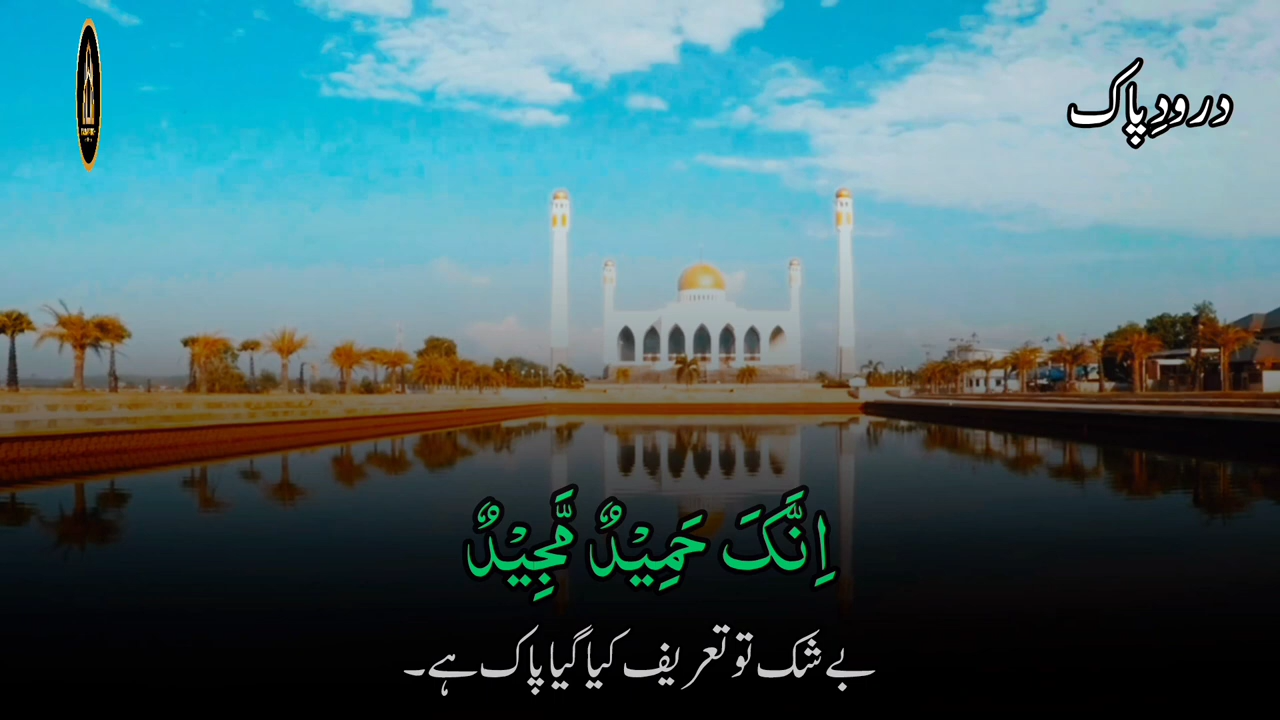 درودِ پاک
اِنَّکَ حَمِیْدٌ مَّجِیْدٌ
بے شک تو تعریف کیا گیا پاک ہے۔